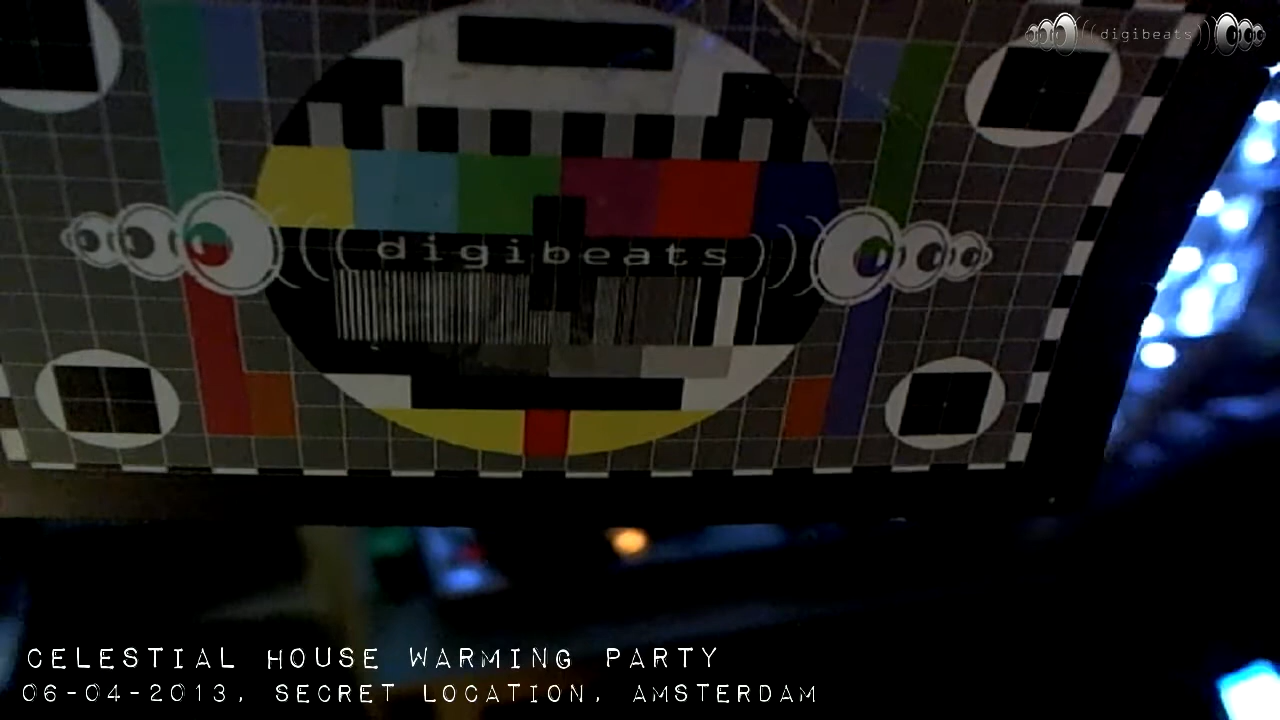 ((digibeats))
((digibeats))
CELESTIAL HOUSE WARMING PARTY
06-04-2013, SECRET LOCATION, AMSTERDAM